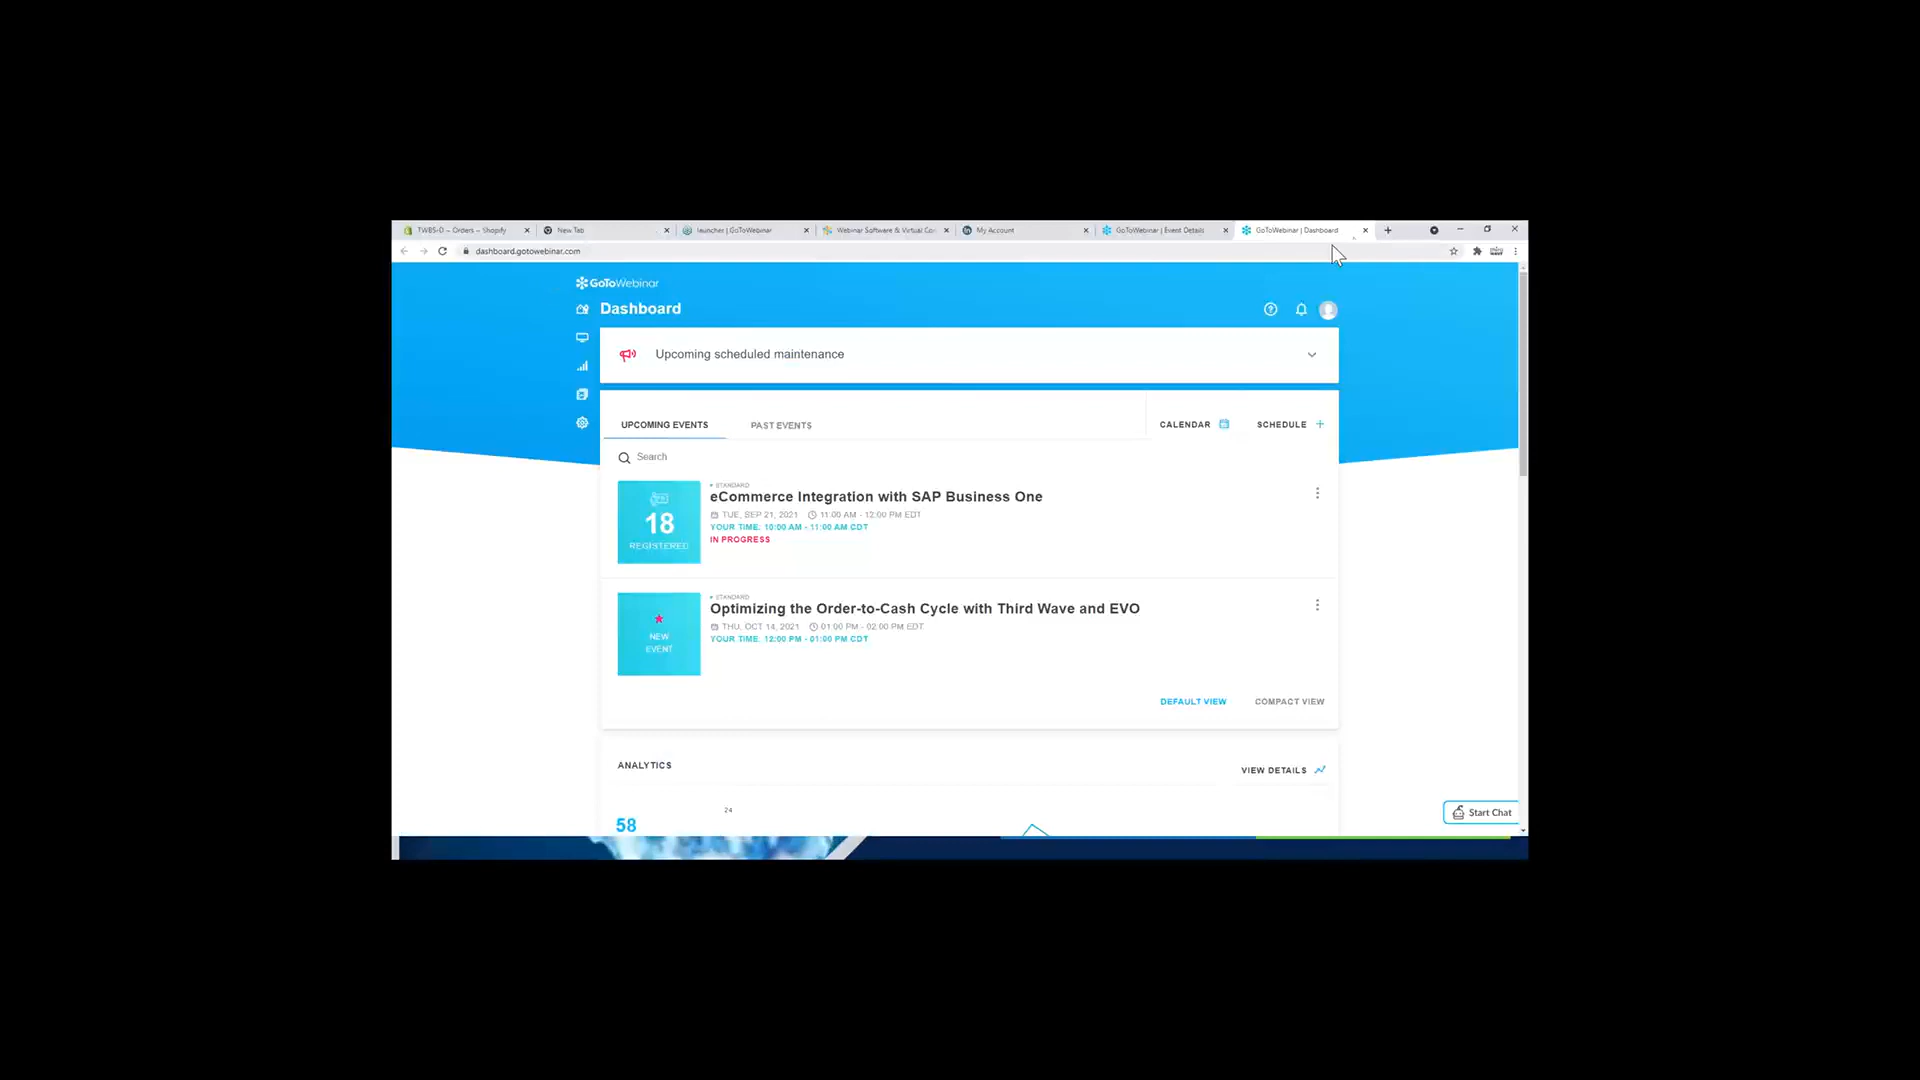 TWBS-D ~ Orders ~ Shopify
New Tab
launcher | GoToWebinar
Webinar Software & Virtual Con
My Account
GoToWebinar | Event Details
GoToWebinar | Dashboard
dashboard.gotowebinar.com
GoToWebinar
Dashboard
Upcoming scheduled maintenance
UPCOMING EVENTS
PAST EVENTS
CALENDAR
SCHEDULE +
Search
18
REGISTERED
STANDARD
eCommerce Integration with SAP Business One
TUE, SEP 21, 2021 11:00 AM - 12:00 PM EDT
YOUR TIME: 10:00 AM - 11:00 AM CDT
IN PROGRESS
NEW
EVENT
STANDARD
Optimizing the Order-to-Cash Cycle with Third Wave and EVO
THU, OCT 14, 2021 01:00 PM - 02:00 PM EDT
YOUR TIME: 12:00 PM - 01:00 PM CDT
DEFAULT VIEW
COMPACT VIEW
ANALYTICS
VIEW DETAILS
58
24
Start Chat